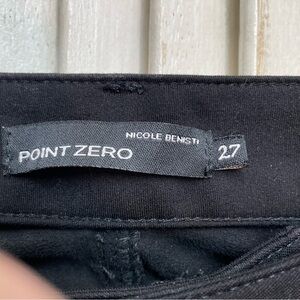 NICOLE BENISTI
POINT ZERO
27